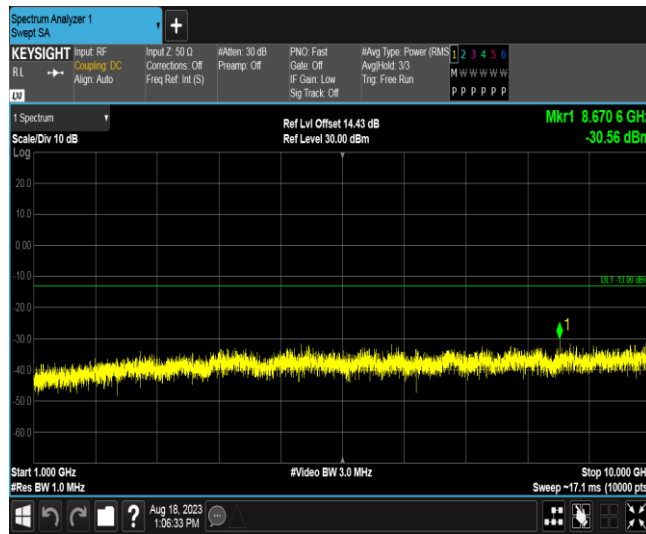 Spectrum Analyzer 1
Swept SA
+
KEYSIGHT Input: RF Input Z: 50 Ω #Atten: 30 dB PNO: Fast #Avg Type: Power (RMS 1 2 3 4 5 6
RL Coupling: DC Corrections: Off Preamp: Off Gate: Off Avg|Hold: 3/3 M W W W W W
Align: Auto Freq Ref: Int (S) IF Gain: Low Trig: Free Run
LXI Sig Track: Off P P P P P P
1 Spectrum Ref Lvl Offset 14.43 dB Mkr1 8.670 6 GHz
Scale/Div 10 dB Ref Level 30.00 dBm -30.56 dBm
Log
20.0
10.0
0.00
-10.0
DL1 -13.00 dBm
-20.0
-30.0
1
-40.0
-50.0
-60.0
Start 1.000 GHz #Video BW 3.0 MHz Stop 10.000 GH
#Res BW 1.0 MHz Sweep ~17.1 ms (10000 pts
? Aug 18, 2023
1:06:33 PM